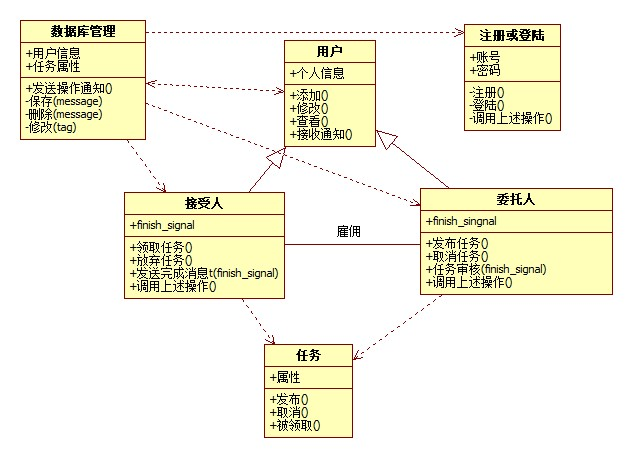 数据库管理
+用户信息
+任务属性
+发送操作通知()
-保存(message)
-删除(message)
-修改(tag)
用户
+个人信息
+添加()
+修改()
+查看()
+接收通知()
注册或登陆
+账号
+密码
-注册()
-登陆()
-调用上述操作()
接受人
+finish_signal
+领取任务()
+放弃任务()
+发送完成消息t(finish_signal)
+调用上述操作()
雇佣
委托人
+finish_singnal
+发布任务()
+取消任务()
+任务审核(finish_signal)
+调用上述操作()
任务
+属性
+发布()
+取消()
+被领取()